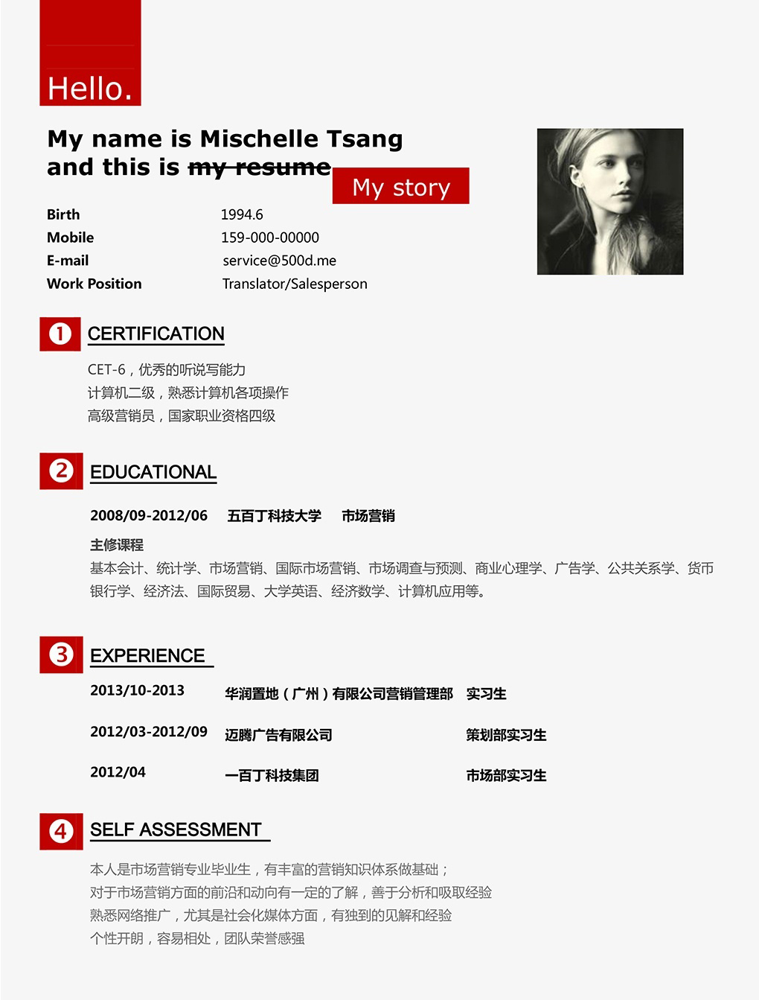 Hello.
My name is Mischelle Tsang
and this is my resume
My story
Birth 1994.6
Mobile 159-000-00000
E-mail service@500d.me
Work Position Translator/Salesperson
❶ CERTIFICATION
CET-6，优秀的听说写能力
计算机二级，熟悉计算机各项操作
高级营销员，国家职业资格四级
❷ EDUCATIONAL
2008/09-2012/06 五百丁科技大学 市场营销
主修课程
基本会计、统计学、市场营销、国际市场营销、市场调查与预测、商业心理学、广告学、公共关系学、货币
银行学、经济法、国际贸易、大学英语、经济数学、计算机应用等。
❸ EXPERIENCE
2013/10-2013 华润置地（广州）有限公司营销管理部 实习生
2012/03-2012/09 迈腾广告有限公司 策划部实习生
2012/04 一百丁科技集团 市场部实习生
❹ SELF ASSESSMENT
本人是市场营销专业毕业生，有丰富的营销知识体系做基础；
对于市场营销方面的前沿和动向有一定的了解，善于分析和吸取经验
熟悉网络推广，尤其是社会化媒体方面，有独到的见解和经验
个性开朗，容易相处，团队荣誉感强